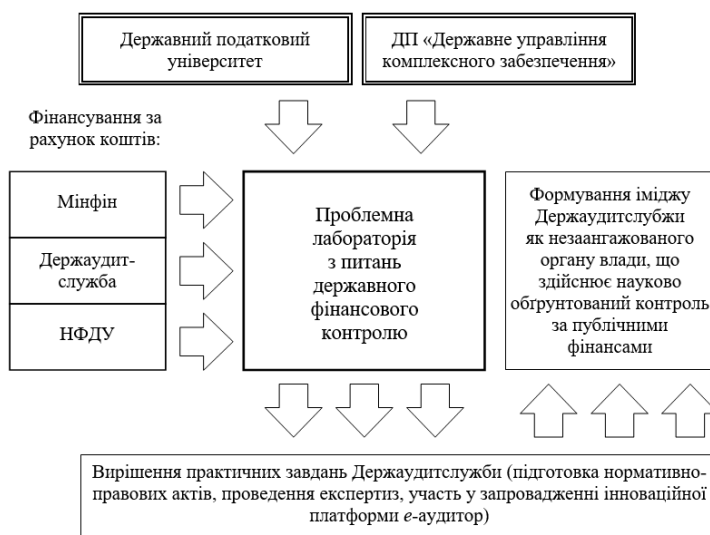 Державний податковий
університет
ДП «Державне управління
комплексного забезпечення»
Фінансування за
рахунок коштів:
Мінфін
Держаудит-
служба
НФДУ
Проблемна
лабораторія
з питань
державного
фінансового
контролю
Формування іміджу
Держаудитслубжи
як незаангажованого
органу влади, що
здійснює науково
обґрунтований контроль
за публічними
фінансами
Вирішення практичних завдань Держаудитслужби (підготовка нормативно-
правових актів, проведення експертиз, участь у запровадженні інноваційної
платформи е-аудитор)